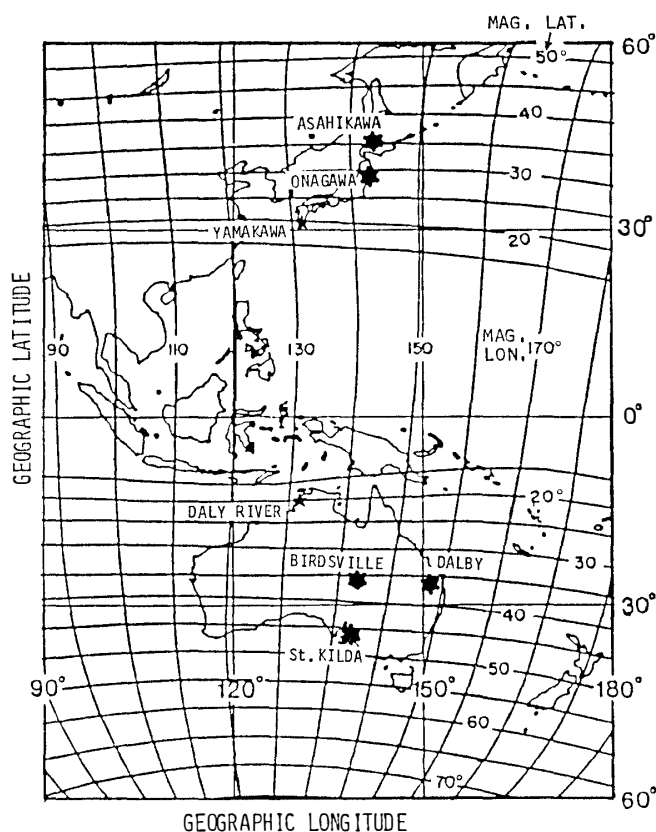 MAG. LAT.
60°
50°
40
ASAHIKAWA
30
ONAGAWA
YAMAKAWA
30°
20
GEOGRAPHIC LATITUDE
90
110
130
150
MAG.
LON. 170°
0°
DALY RIVER
20°
BIRDSVILLE
DALBY
30
40
30°
St. KILDA
50
90°
120°
150°
180°
60
70°
60°
GEOGRAPHIC LONGITUDE